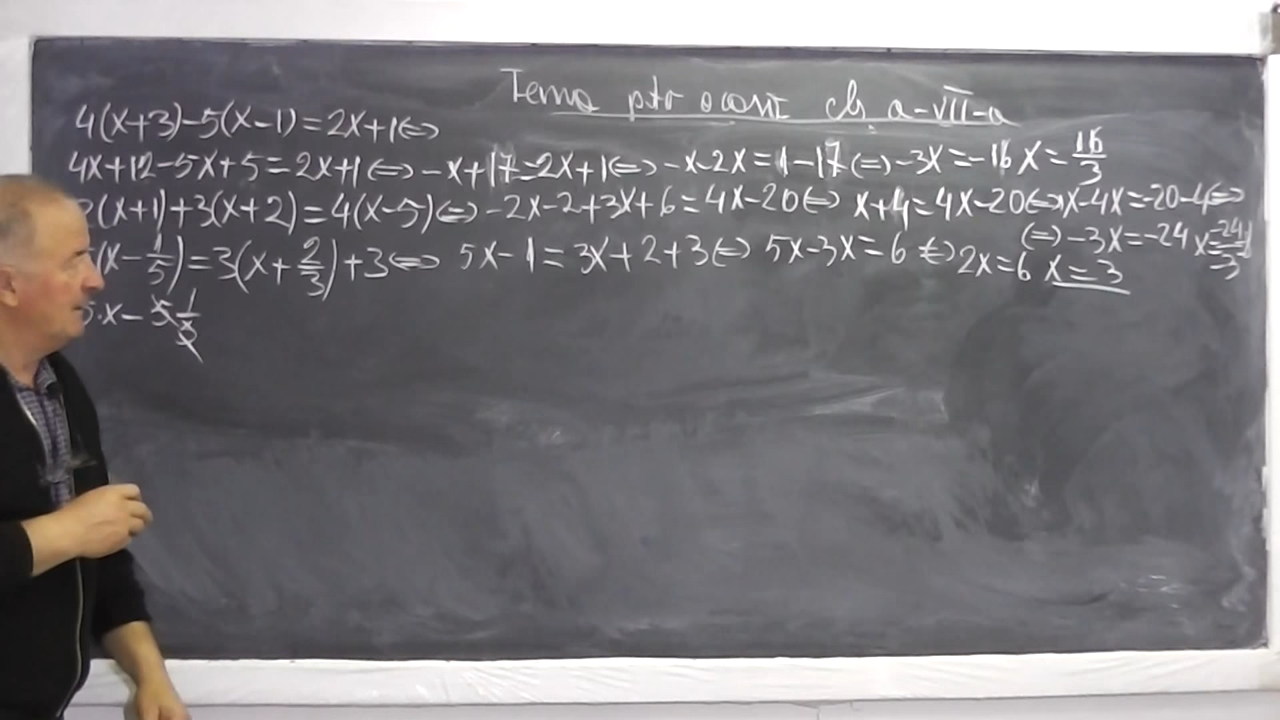 Tema ptr a-VII-a
4(x+3)-5(x-1)=2x+1⇔
4x+12-5x+5=2x+1⇔-x+17=2x+1⇔-x-2x=1-17⇔-3x=-16 x=16/3
(x+1)+3(x+2)=4(x-5)⇔-2x-2+3x+6=4x-20⇔ x+4=4x-20⇔x-4x=-20-4⇔
⇔-3x=-24 x=-24/-3
(x-1/5)=3(x+2/3)+3⇔ 5x-1=3x+2+3⇔ 5x-3x=6 ⇔ 2x=6 x=3
5·x-5 1/5